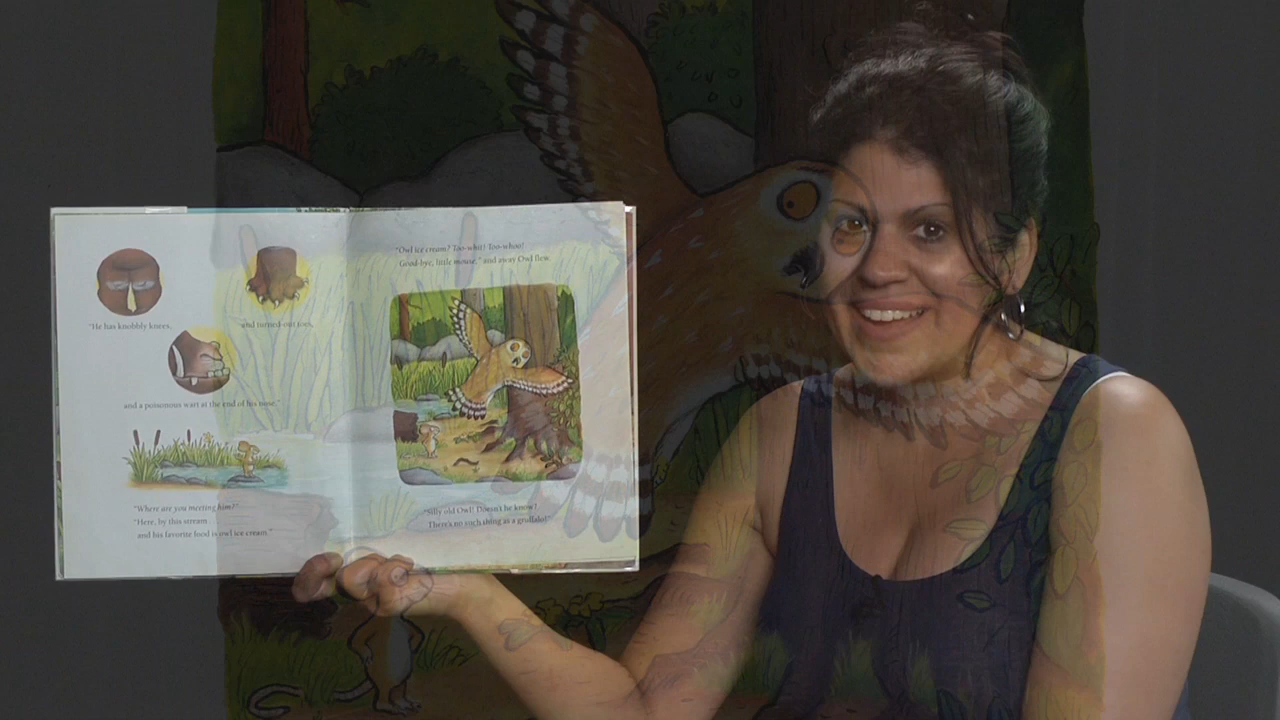 "He has knobbly knees,
and turned-out toes,
and a poisonous wart at the end of his nose."
"Where are you meeting him?"
"Here, by this stream
and his favorite food is owl ice cream."
"Owl ice cream? Too-whit! Too-whoo!
Good-bye, little mouse," and away Owl flew.
"Silly old Owl! Doesn't he know?
There's no such thing as a gruffalo!"